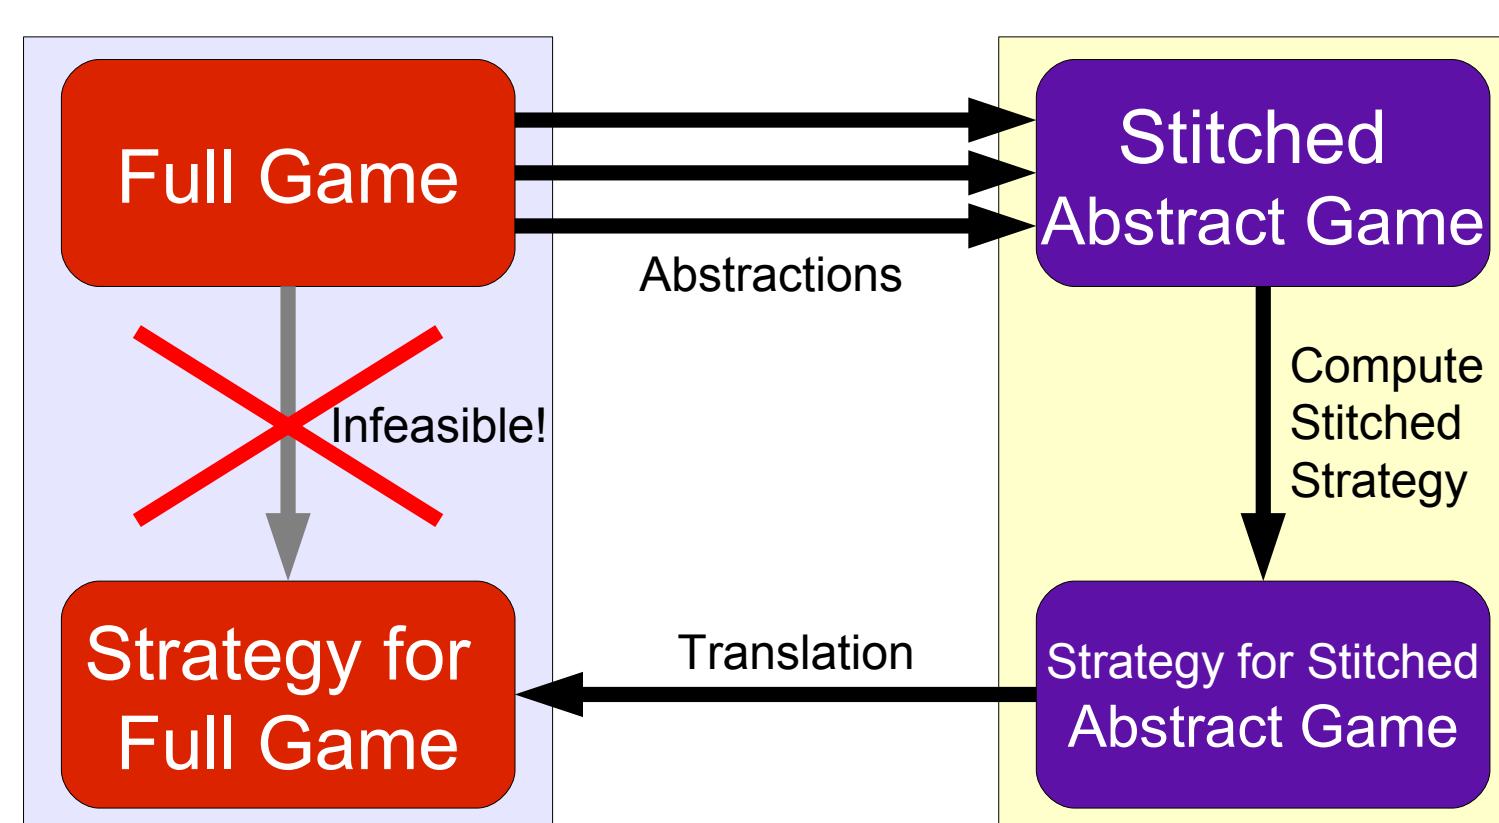 Full Game
Stitched
Abstract Game
Abstractions
Infeasible!
Compute
Stitched
Strategy
Strategy for
Full Game
Translation
Strategy for Stitched
Abstract Game